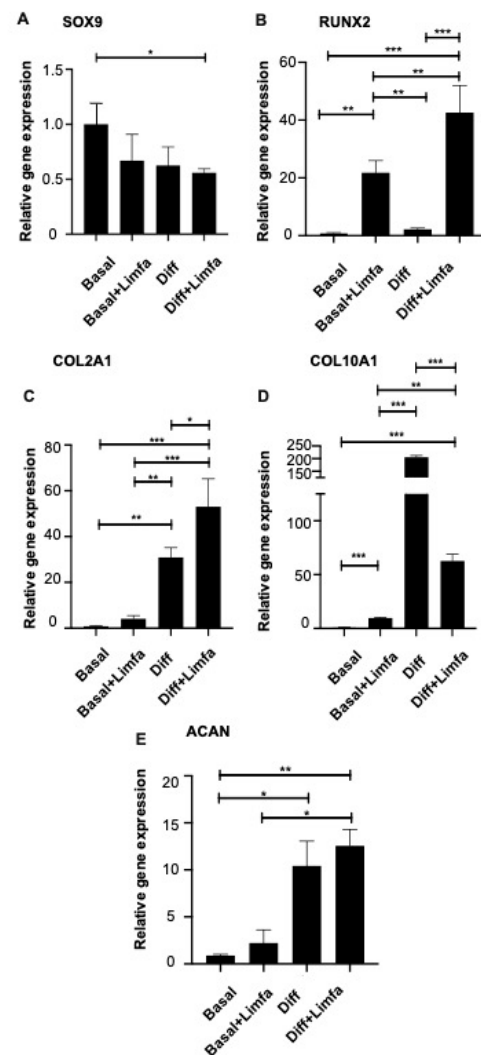 A
SOX9
Relative gene expression
1.5
1.0
0.5
0
*
Basal
Basal+Limfa
Diff
Diff+Limfa
B
RUNX2
Relative gene expression
60
40
20
0
***
***
**
**
**
Basal
Basal+Limfa
Diff
Diff+Limfa
COL2A1
C
Relative gene expression
80
60
40
20
0
*
***
***
**
**
Basal
Basal+Limfa
Diff
Diff+Limfa
COL10A1
D
Relative gene expression
250
200
150
100
50
0
***
**
***
***
***
Basal
Basal+Limfa
Diff
Diff+Limfa
E
ACAN
Relative gene expression
20
15
10
5
0
**
*
*
Basal
Basal+Limfa
Diff
Diff+Limfa